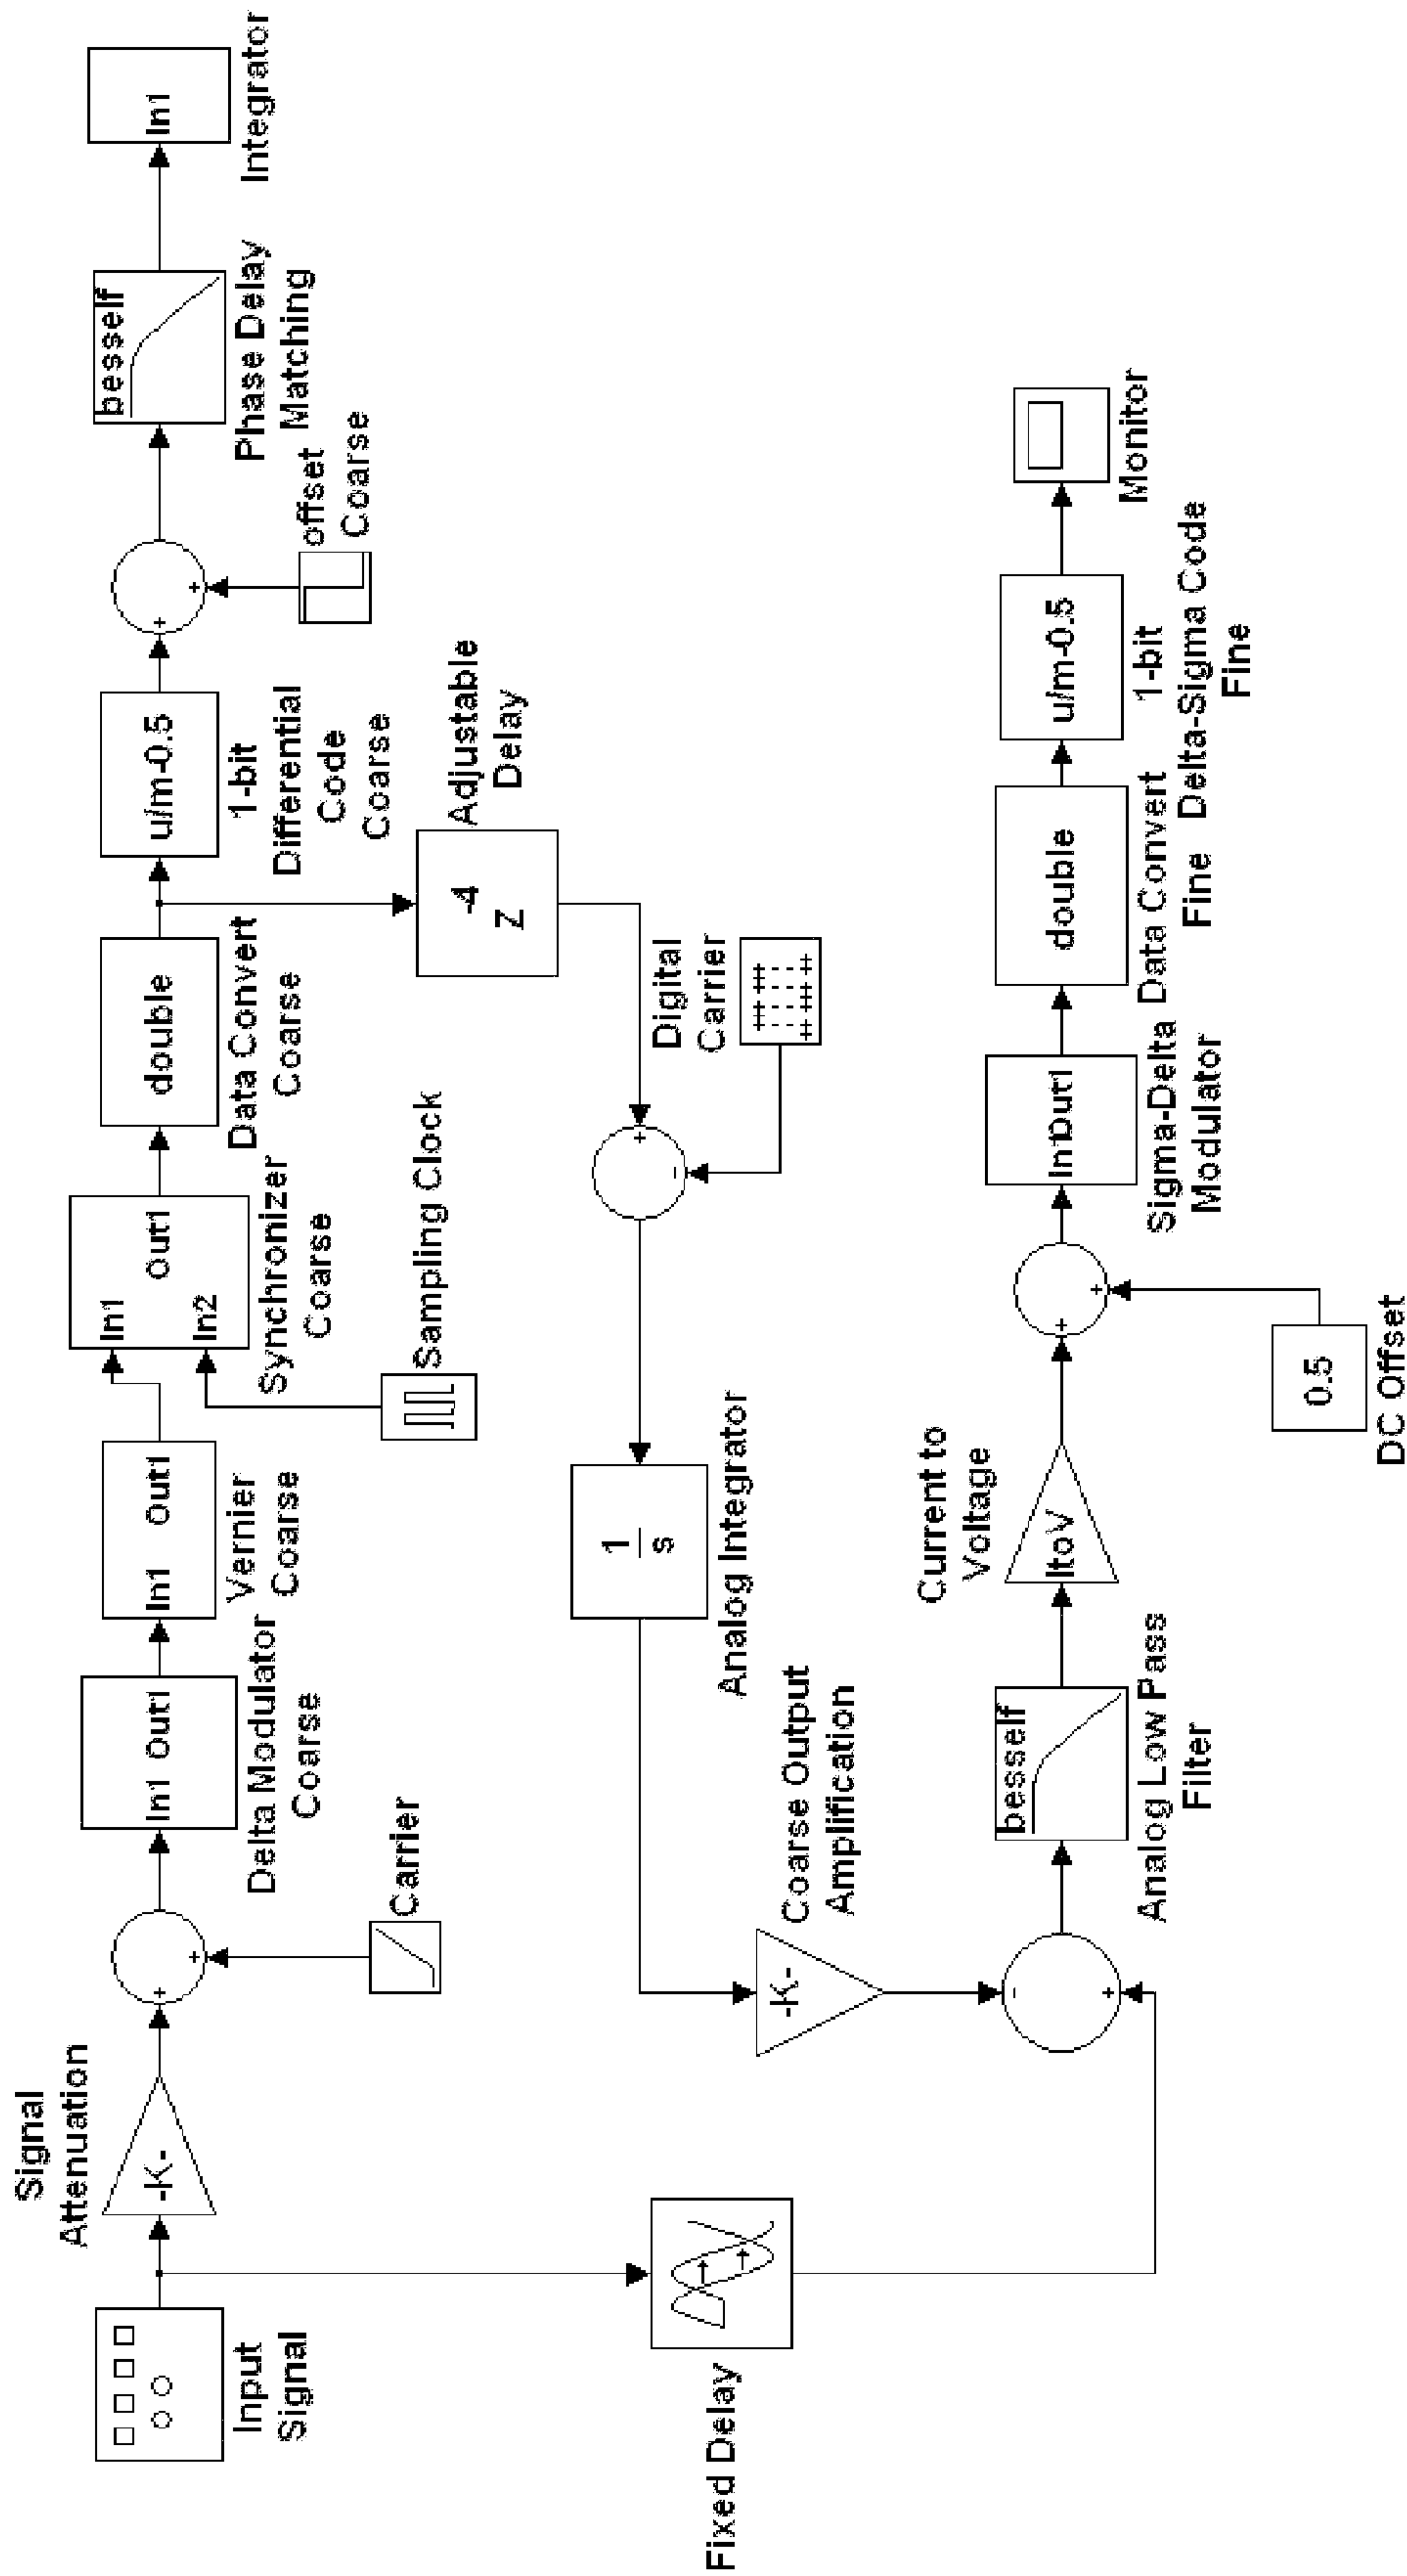 Signal
Attenuation
Input
Signal
-K-
+
+
Carrier
In1 Out1
Delta Modulator
Coarse
In1 Out1
Vernier
Coarse
In1
In2
Out1
Synchronizer
Coarse
Sampling Clock
double
Data Convert
Coarse
u/m-0.5
1-bit
Differential
Code
Coarse
+
+
offset
Coarse
besself
Phase Delay
Matching
In1
Integrator
-4
Z
Adjustable
Delay
Digital
Carrier
+
-
1
s
Analog Integrator
Coarse Output
Amplification
-K-
Fixed Delay
-
+
besself
Analog Low Pass
Filter
Current to
Voltage
ItoV
+
+
0.5
DC Offset
In1Out1
Sigma-Delta
Modulator
double
Data Convert
Fine
u/m-0.5
1-bit
Delta-Sigma Code
Fine
Monitor